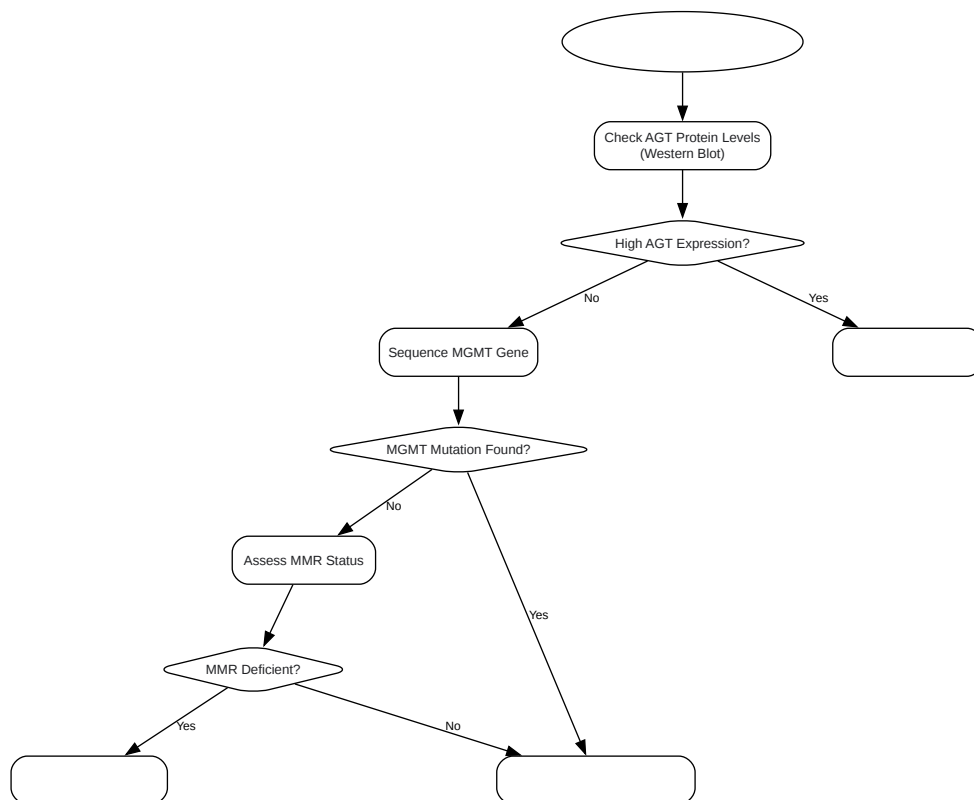 Check AGT Protein Levels
(Western Blot)
High AGT Expression?
No
Yes
Sequence MGMT Gene
MGMT Mutation Found?
No
Assess MMR Status
Yes
MMR Deficient?
Yes
No